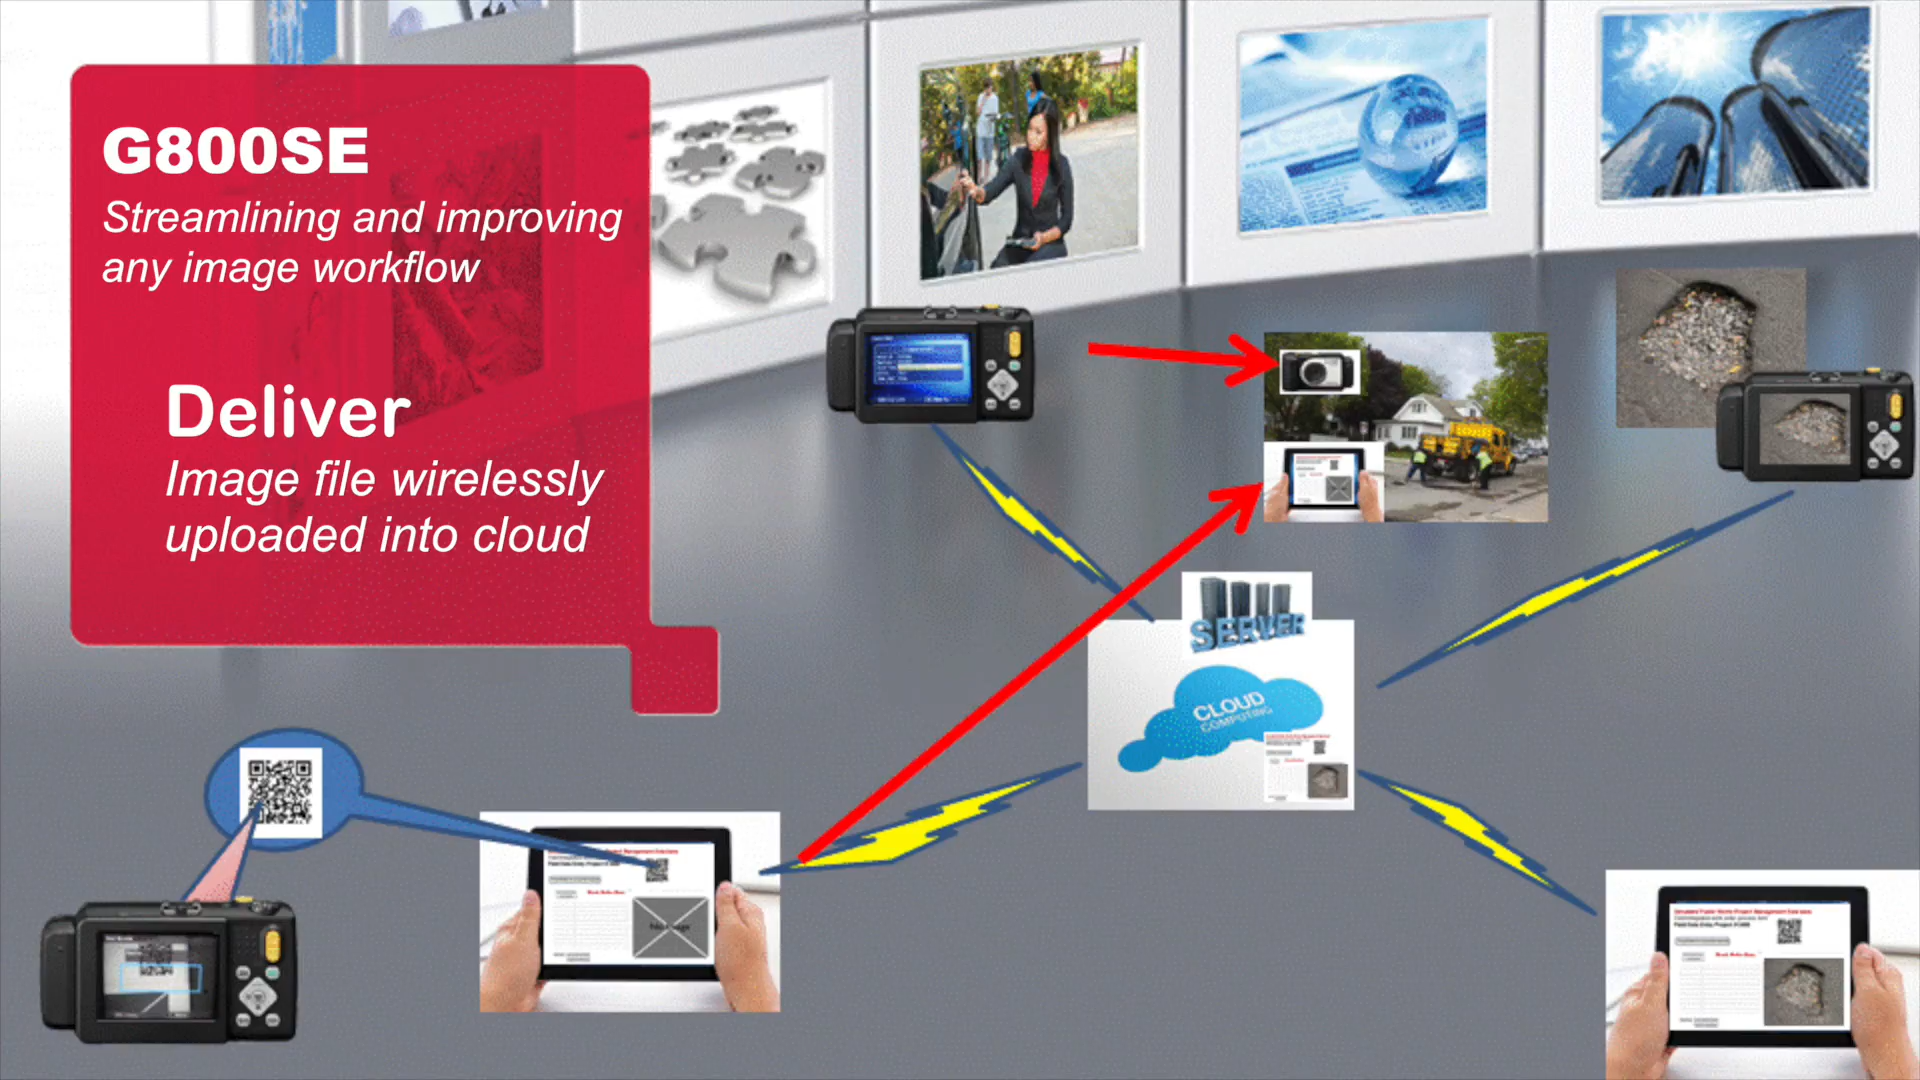 G800SE
Streamlining and improving
any image workflow
Deliver
Image file wirelessly
uploaded into cloud
SERVER
CLOUD
COMPUTING